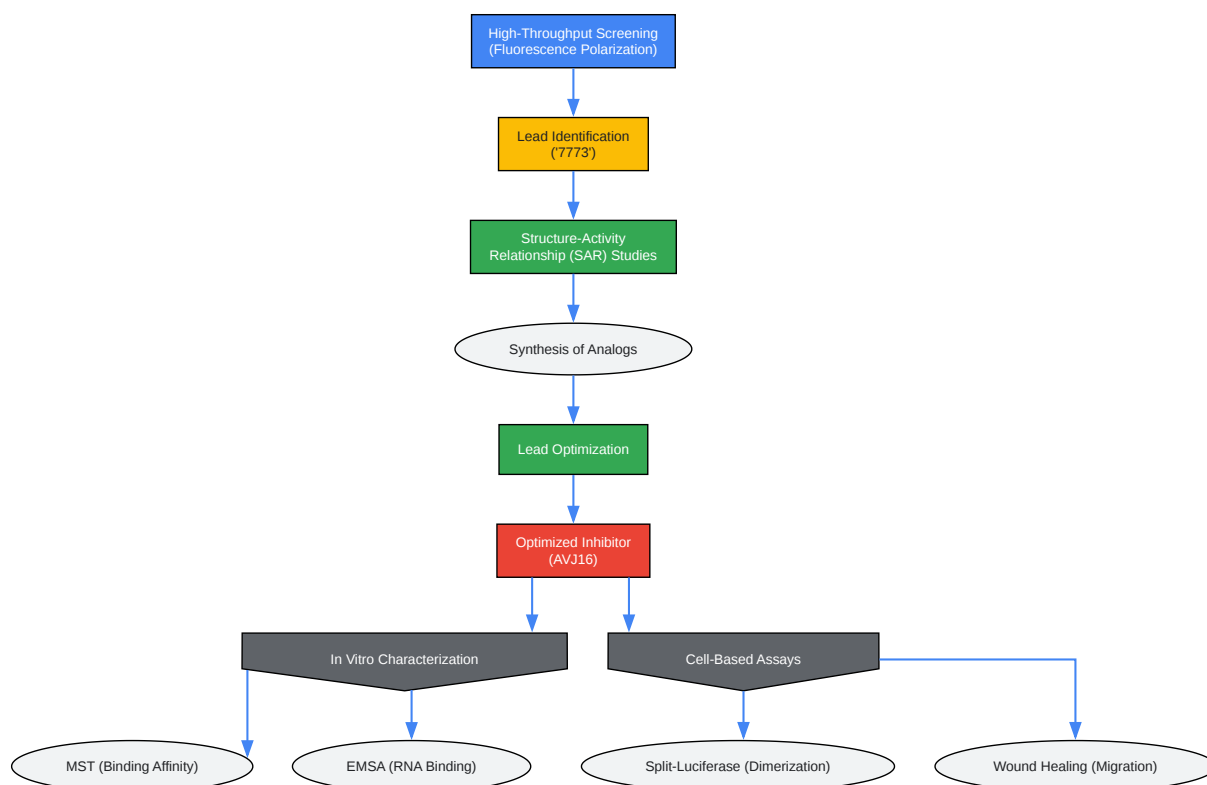 High-Throughput Screening
(Fluorescence Polarization)
Lead Identification
('7773')
Structure-Activity
Relationship (SAR) Studies
Synthesis of Analogs
Lead Optimization
Optimized Inhibitor
(AVJ16)
In Vitro Characterization
Cell-Based Assays
MST (Binding Affinity)
EMSA (RNA Binding)
Split-Luciferase (Dimerization)
Wound Healing (Migration)